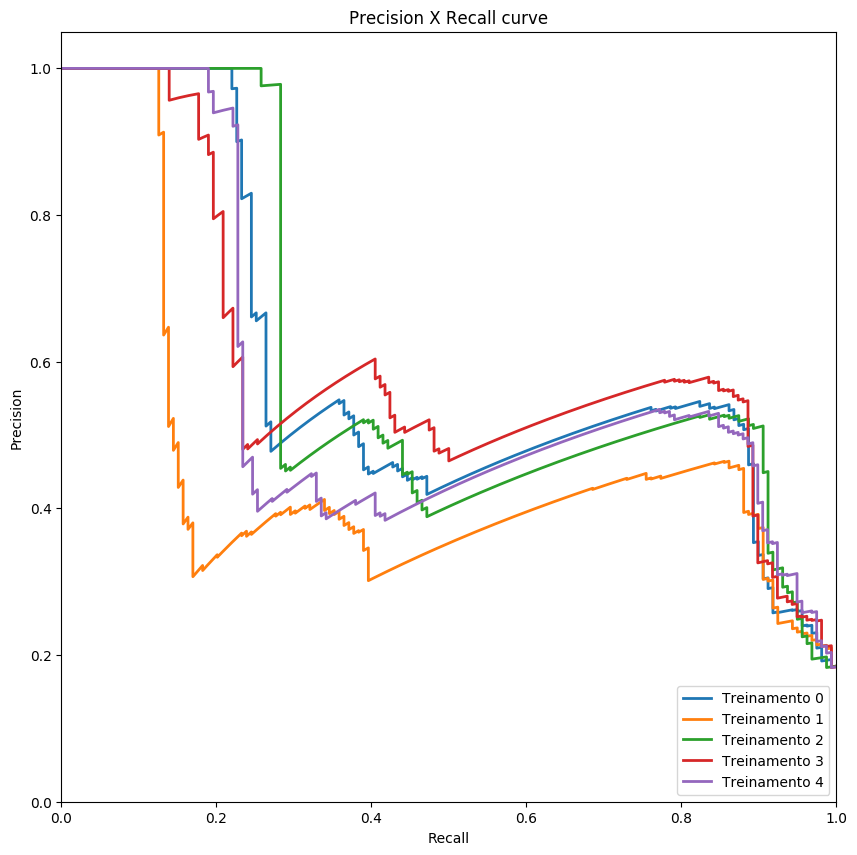 Precision X Recall curve
1.0
0.8
0.6
0.4
0.2
0.0
Precision
0.0 0.2 0.4 0.6 0.8 1.0
Recall
Treinamento 0
Treinamento 1
Treinamento 2
Treinamento 3
Treinamento 4